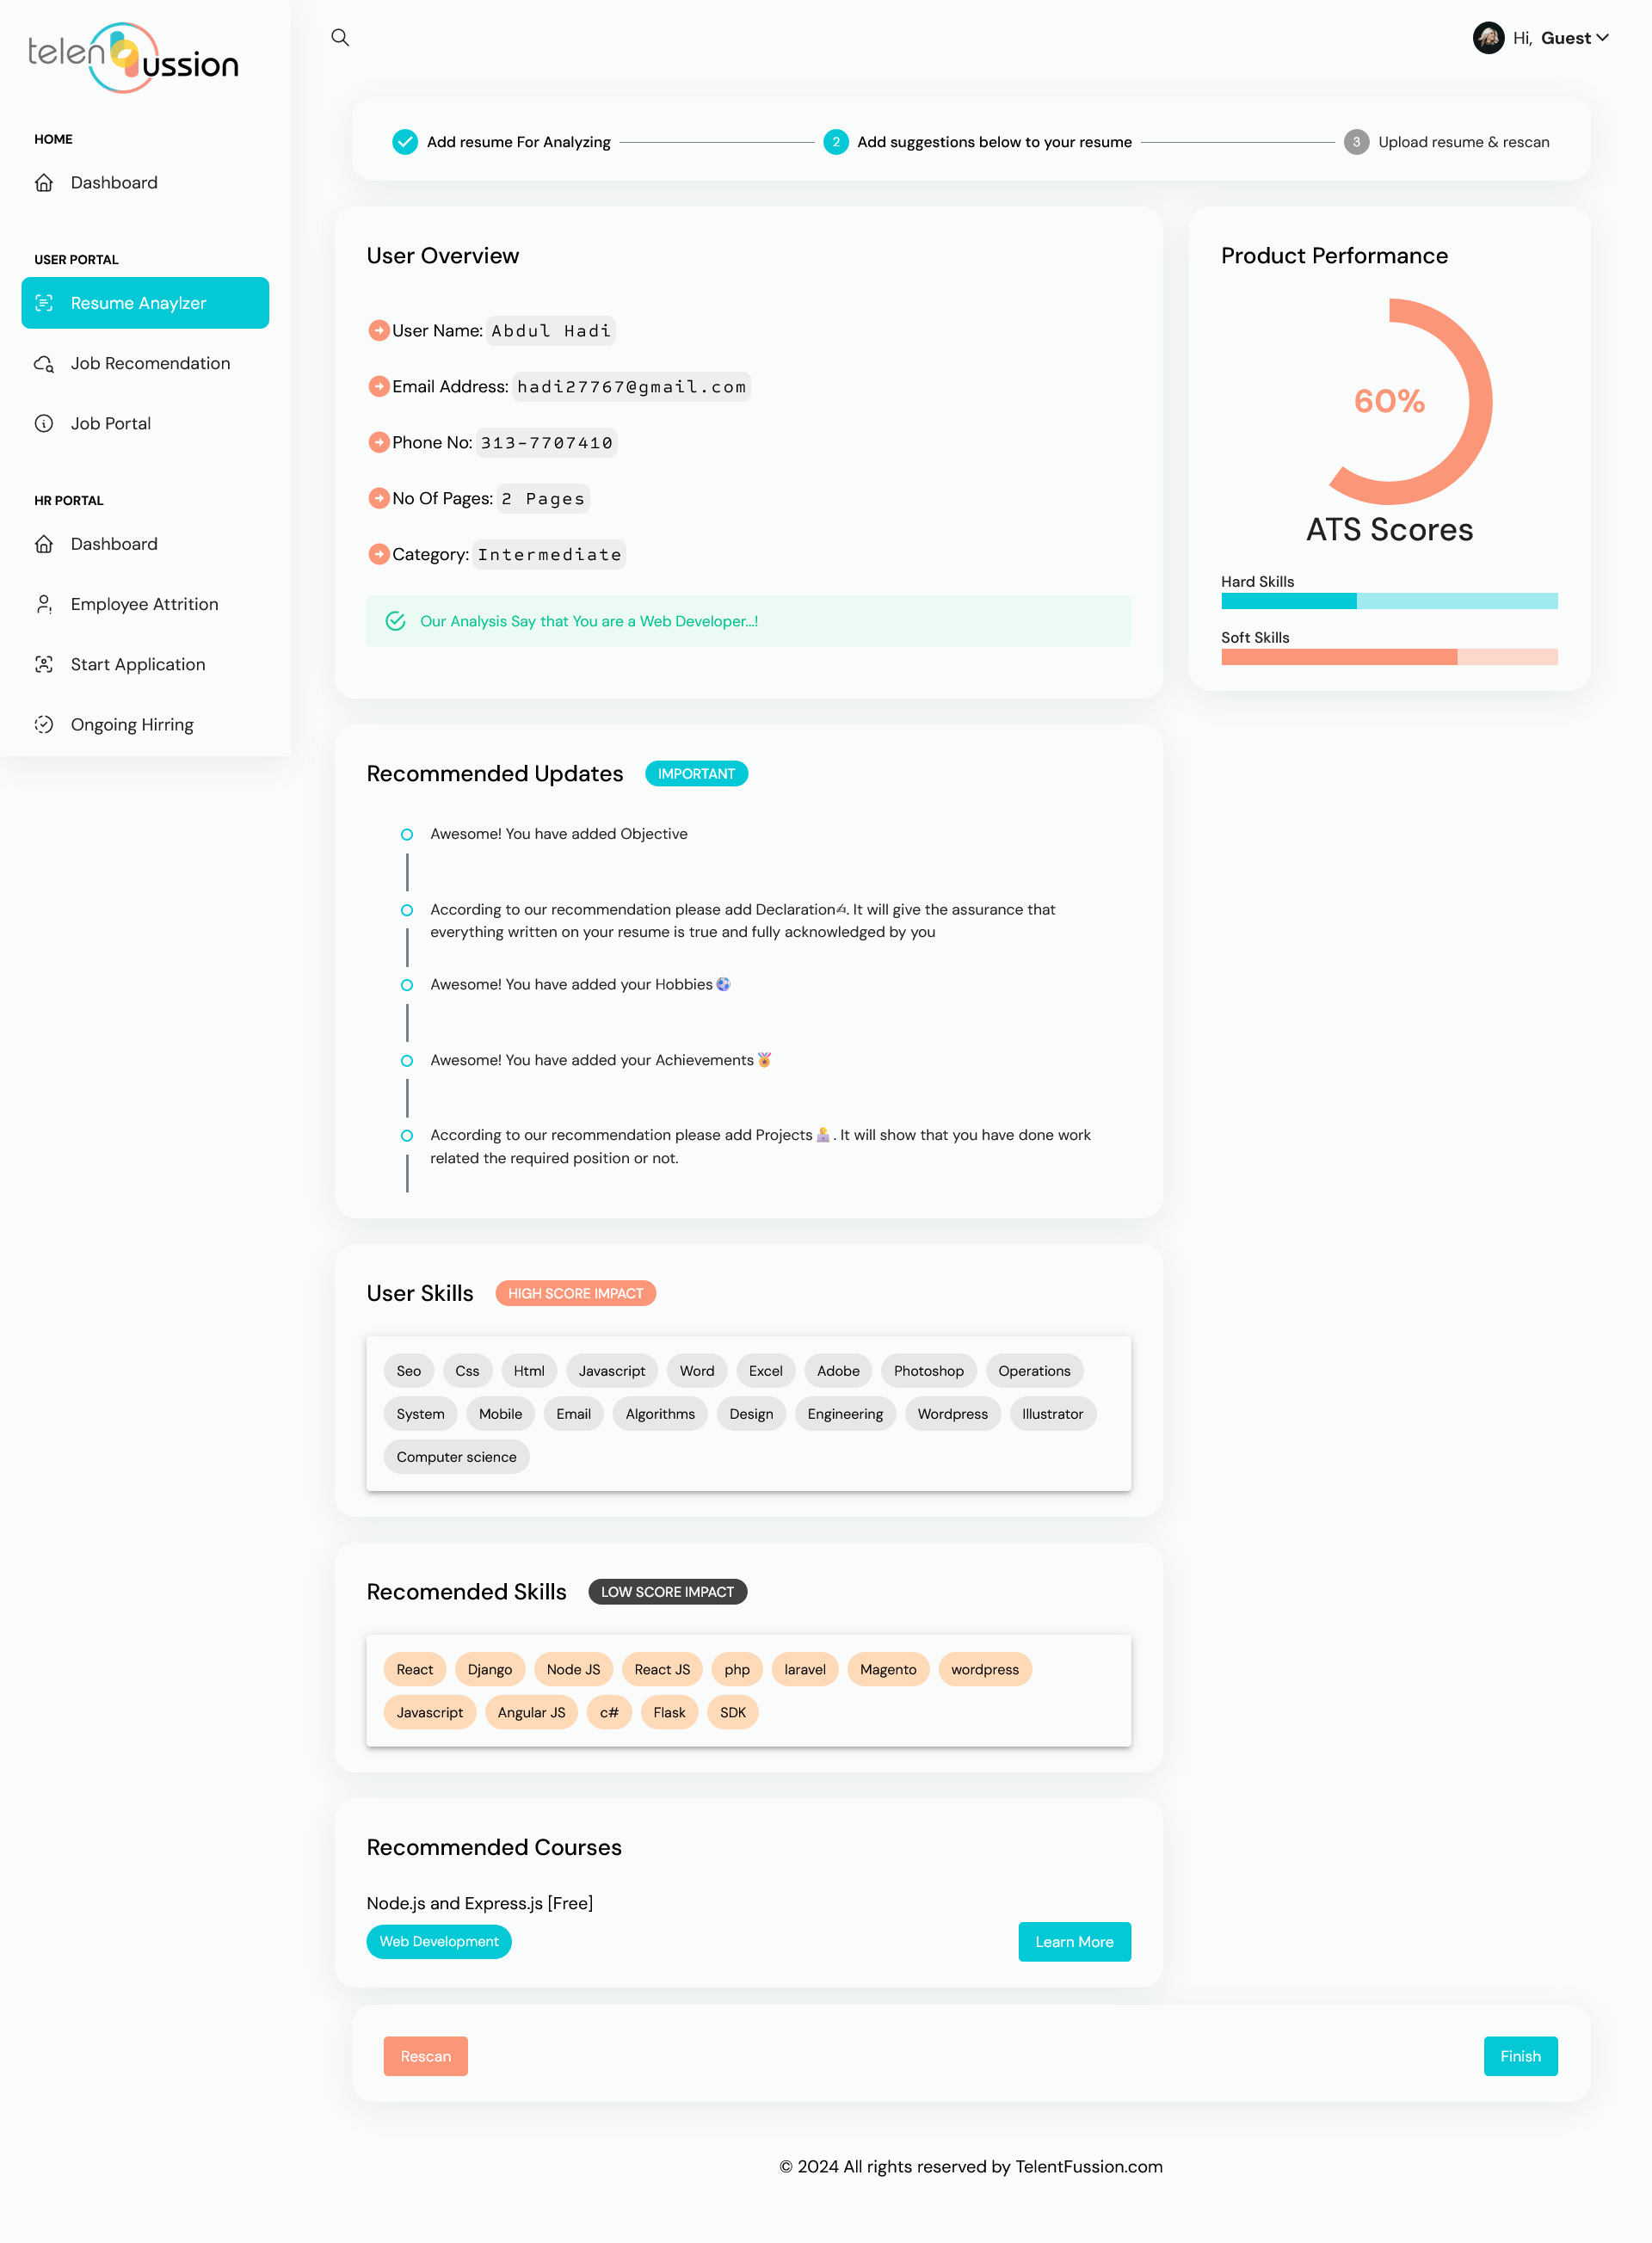 telen ussion
HOME
Dashboard
USER PORTAL
Resume Anaylzer
Job Recomendation
Job Portal
HR PORTAL
Dashboard
Employee Attrition
Start Application
Ongoing Hirring
Hi, Guest
Add resume For Analyzing
2 Add suggestions below to your resume
3 Upload resume & rescan
User Overview
User Name: Abdul Hadi
Email Address: hadi27767@gmail.com
Phone No: 313-7707410
No Of Pages: 2 Pages
Category: Intermediate
Our Analysis Say that You are a Web Developer...!
Product Performance
60%
ATS Scores
Hard Skills
Soft Skills
Recommended Updates IMPORTANT
Awesome! You have added Objective
According to our recommendation please add Declaration✍. It will give the assurance that
everything written on your resume is true and fully acknowledged by you
Awesome! You have added your Hobbies⚽
Awesome! You have added your Achievements🏅
According to our recommendation please add Projects👨‍💻. It will show that you have done work
related the required position or not.
User Skills HIGH SCORE IMPACT
Seo Css Html Javascript Word Excel Adobe Photoshop Operations
System Mobile Email Algorithms Design Engineering Wordpress Illustrator
Computer science
Recomended Skills LOW SCORE IMPACT
React Django Node JS React JS php laravel Magento wordpress
Javascript Angular JS c# Flask SDK
Recommended Courses
Node.js and Express.js [Free]
Web Development
Learn More
Rescan
Finish
© 2024 All rights reserved by TelentFussion.com